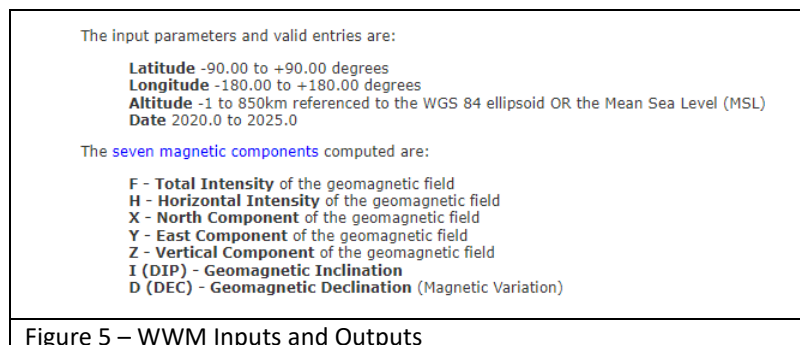 The input parameters and valid entries are:
Latitude -90.00 to +90.00 degrees
Longitude -180.00 to +180.00 degrees
Altitude -1 to 850km referenced to the WGS 84 ellipsoid OR the Mean Sea Level (MSL)
Date 2020.0 to 2025.0
The seven magnetic components computed are:
F - Total Intensity of the geomagnetic field
H - Horizontal Intensity of the geomagnetic field
X - North Component of the geomagnetic field
Y - East Component of the geomagnetic field
Z - Vertical Component of the geomagnetic field
I (DIP) - Geomagnetic Inclination
D (DEC) - Geomagnetic Declination (Magnetic Variation)
Figure 5 – WWM Inputs and Outputs